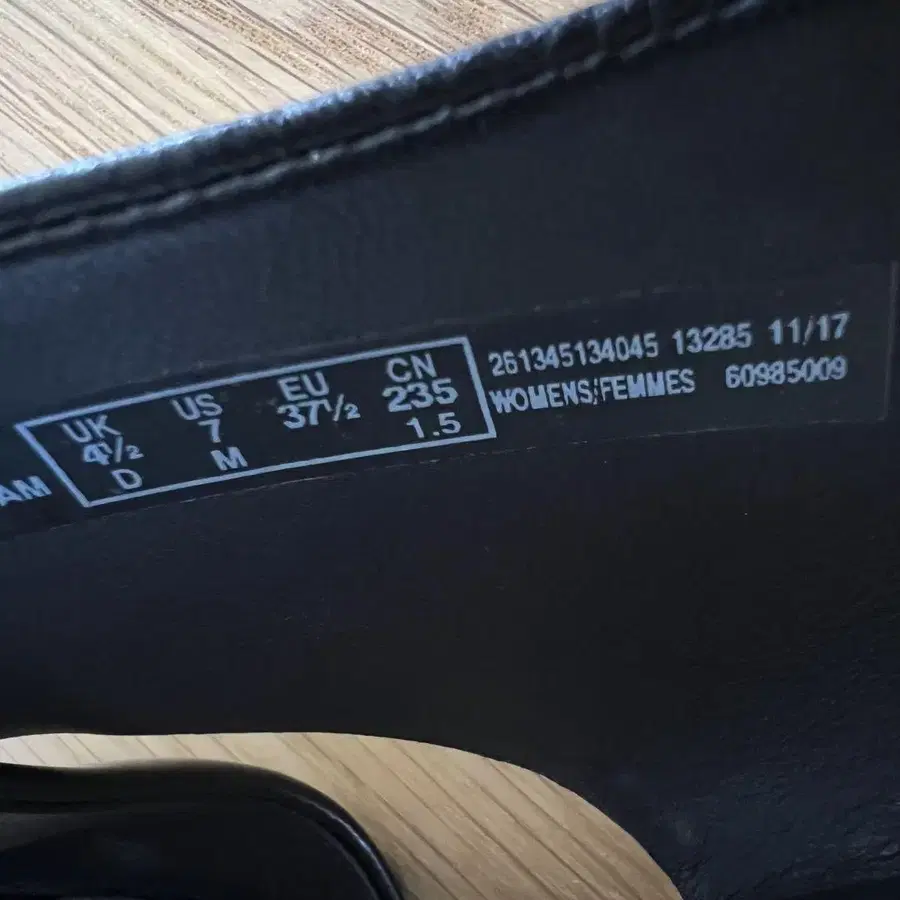 UK US EU CN
4½ 7 37½ 235
D M 1.5
AM
261345134045 13285 11/17
WOMENS/FEMMES 60985009